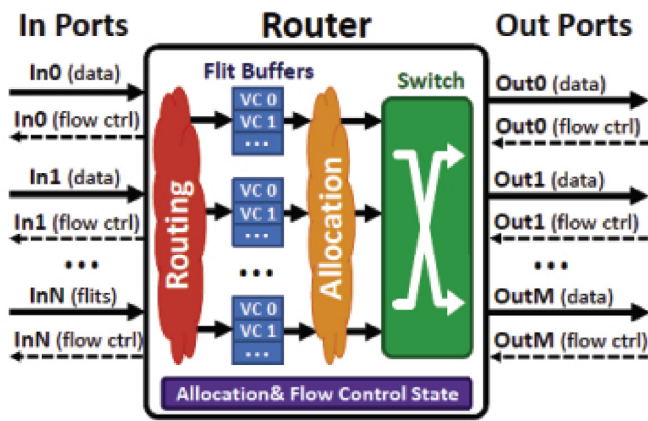 In Ports
Router
Out Ports
In0 (data)
In0 (flow ctrl)
In1 (data)
In1 (flow ctrl)
...
InN (flits)
InN (flow ctrl)
Routing
Flit Buffers
VC 0
VC 1
...
VC 0
VC 1
...
...
VC 0
VC 1
...
Allocation
Switch
Out0 (data)
Out0 (flow ctrl)
Out1 (data)
Out1 (flow ctrl)
...
OutM (data)
OutM (flow ctrl)
Allocation& Flow Control State